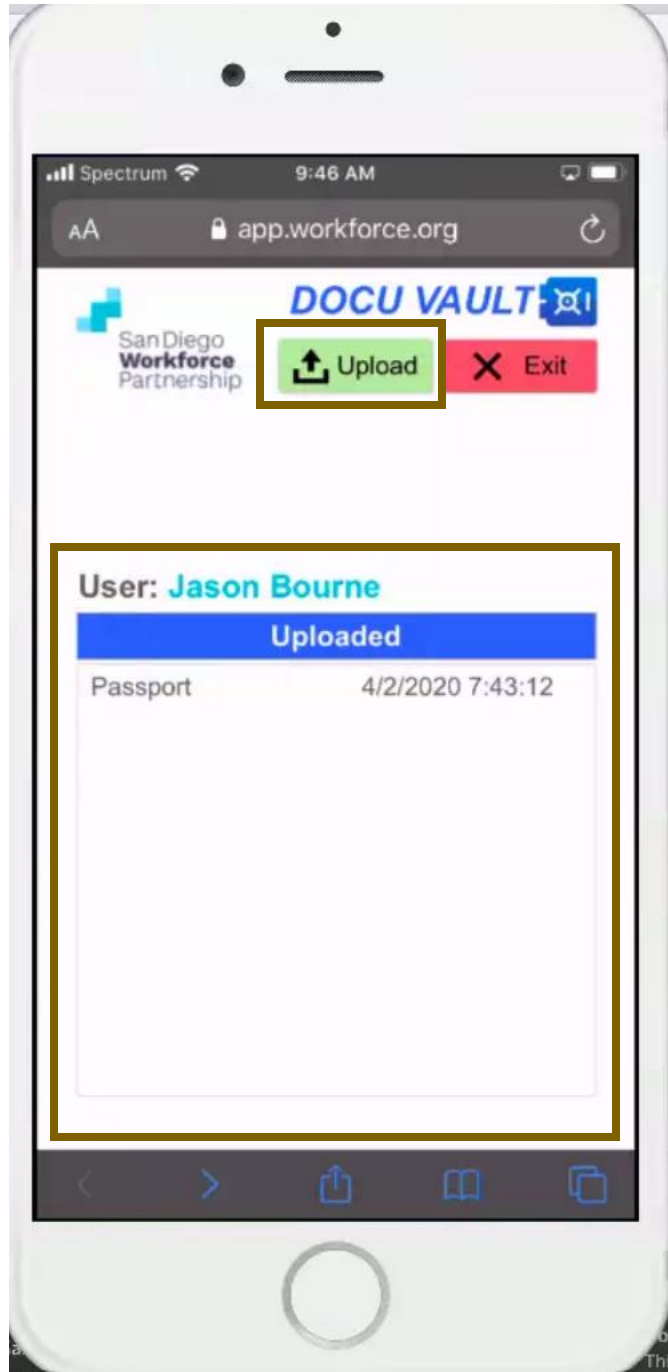 Spectrum 9:46 AM
AA app.workforce.org
DOCU VAULT
San Diego
Workforce
Partnership
Upload
Exit
User: Jason Bourne
Uploaded
Passport 4/2/2020 7:43:12